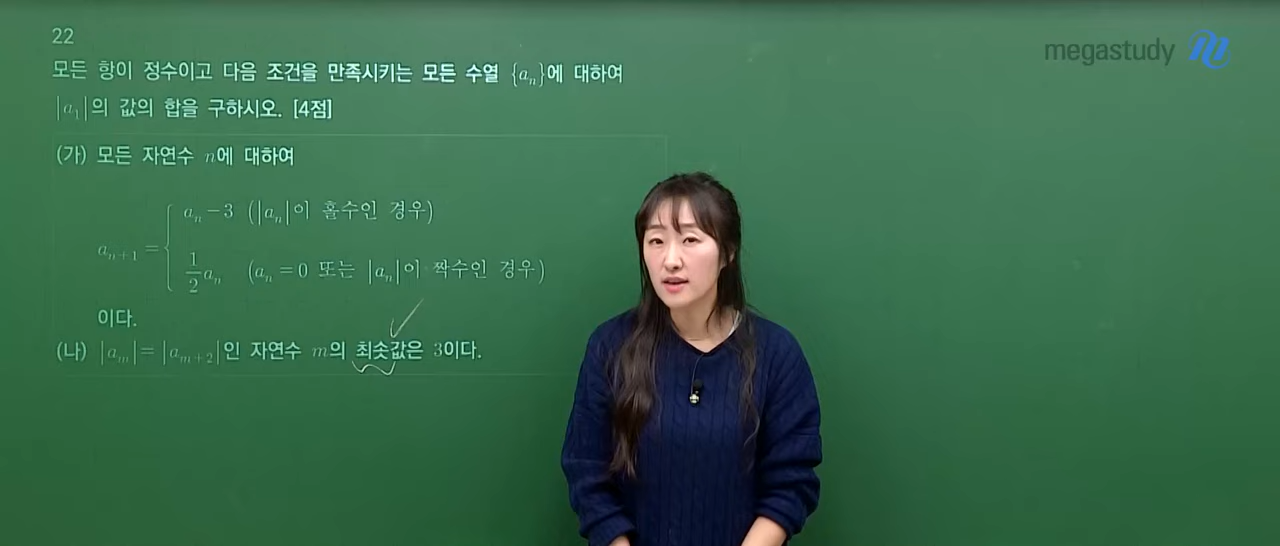 22
megastudy
모든 항이 정수이고 다음 조건을 만족시키는 모든 수열 {aₙ}에 대하여
|a₁|의 값의 합을 구하시오. [4점]
(가) 모든 자연수 n에 대하여
aₙ₊₁ = { aₙ−3 (|aₙ|이 홀수인 경우)
½aₙ (aₙ=0 또는 |aₙ|이 짝수인 경우)
이다.
(나) |aₘ|=|aₘ₊₂|인 자연수 m의 최솟값은 3이다.